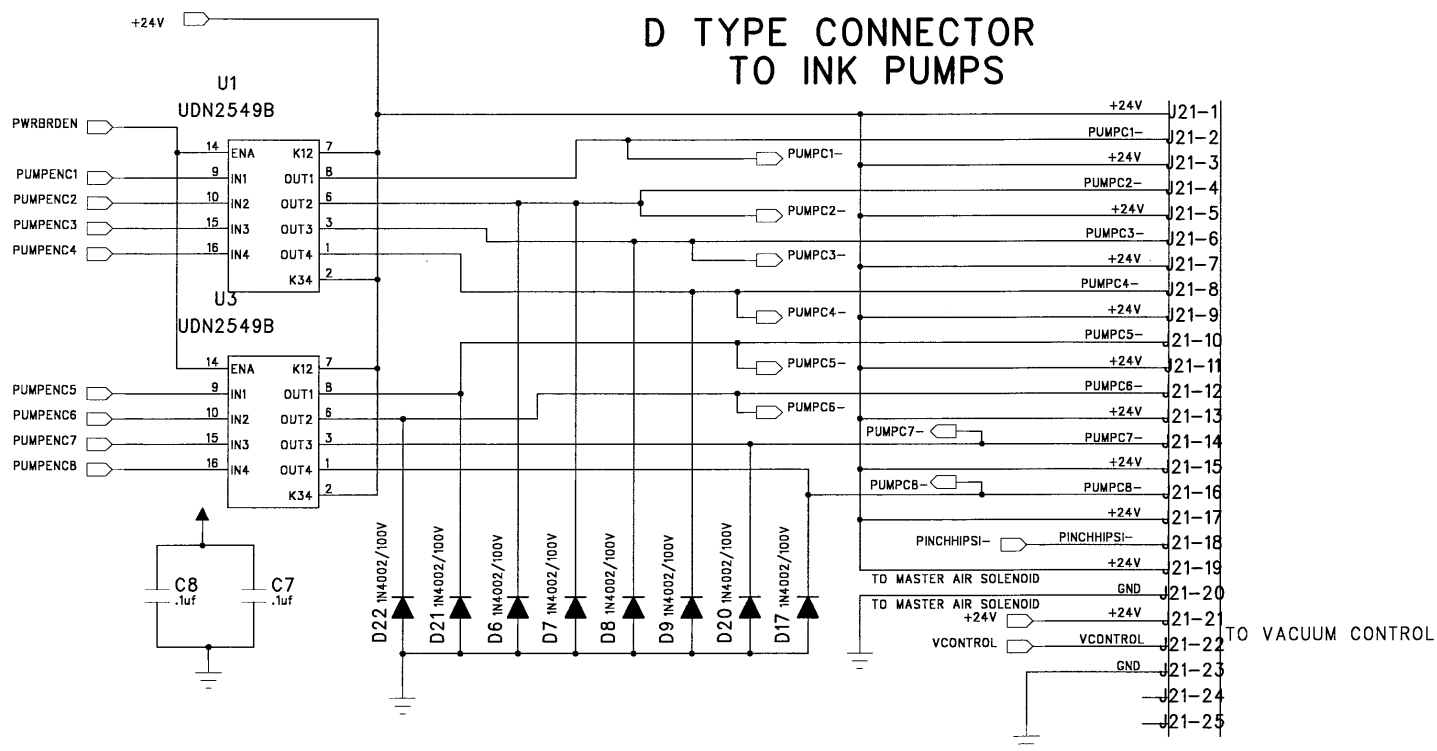 +24V
D TYPE CONNECTOR
TO INK PUMPS
U1
UDN2549B
PWRBRDEN
14 ENA K12 7
PUMPENC1 9 IN1 OUT1 8
PUMPENC2 10 IN2 OUT2 6
PUMPENC3 15 IN3 OUT3 3
PUMPENC4 16 IN4 OUT4 1
K34 2
U3
UDN2549B
14 ENA K12 7
PUMPENC5 9 IN1 OUT1 8
PUMPENC6 10 IN2 OUT2 6
PUMPENC7 15 IN3 OUT3 3
PUMPENC8 16 IN4 OUT4 1
K34 2
C8
.1uf
C7
.1uf
D22 1N4002/100V
D21 1N4002/100V
D6 1N4002/100V
D7 1N4002/100V
D8 1N4002/100V
D9 1N4002/100V
D20 1N4002/100V
D17 1N4002/100V
PUMPC1-
PUMPC2-
PUMPC3-
PUMPC4-
PUMPC5-
PUMPC6-
PUMPC7-
PUMPC8-
+24V J21-1
PUMPC1- J21-2
+24V J21-3
PUMPC2- J21-4
+24V J21-5
PUMPC3- J21-6
+24V J21-7
PUMPC4- J21-8
+24V J21-9
PUMPC5- J21-10
+24V J21-11
PUMPC6- J21-12
+24V J21-13
PUMPC7- J21-14
+24V J21-15
PUMPC8- J21-16
+24V J21-17
PINCHHIPSI- PINCHHIPSI- J21-18
+24V J21-19
TO MASTER AIR SOLENOID
GND J21-20
TO MASTER AIR SOLENOID
+24V +24V J21-21
VCONTROL VCONTROL J21-22
TO VACUUM CONTROL
GND J21-23
J21-24
J21-25